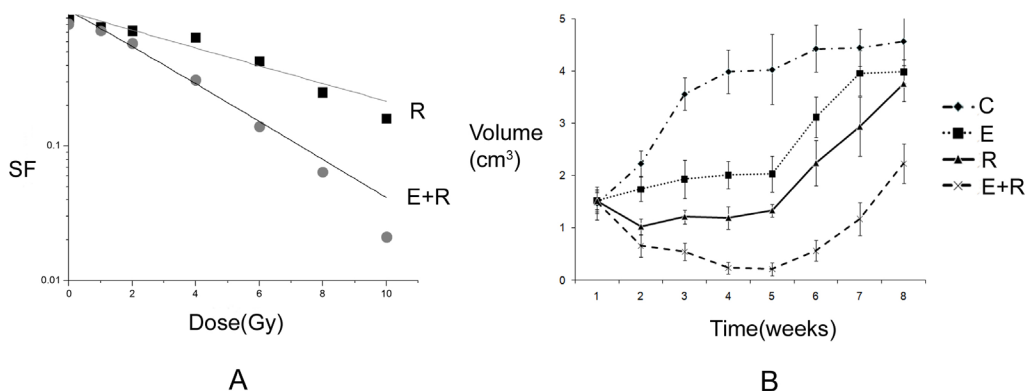 SF
0.1
0.01
0 2 4 6 8 10
Dose(Gy)
R
E+R
A
Volume
(cm³)
5
4
3
2
1
0
1 2 3 4 5 6 7 8
Time(weeks)
C
E
R
E+R
B